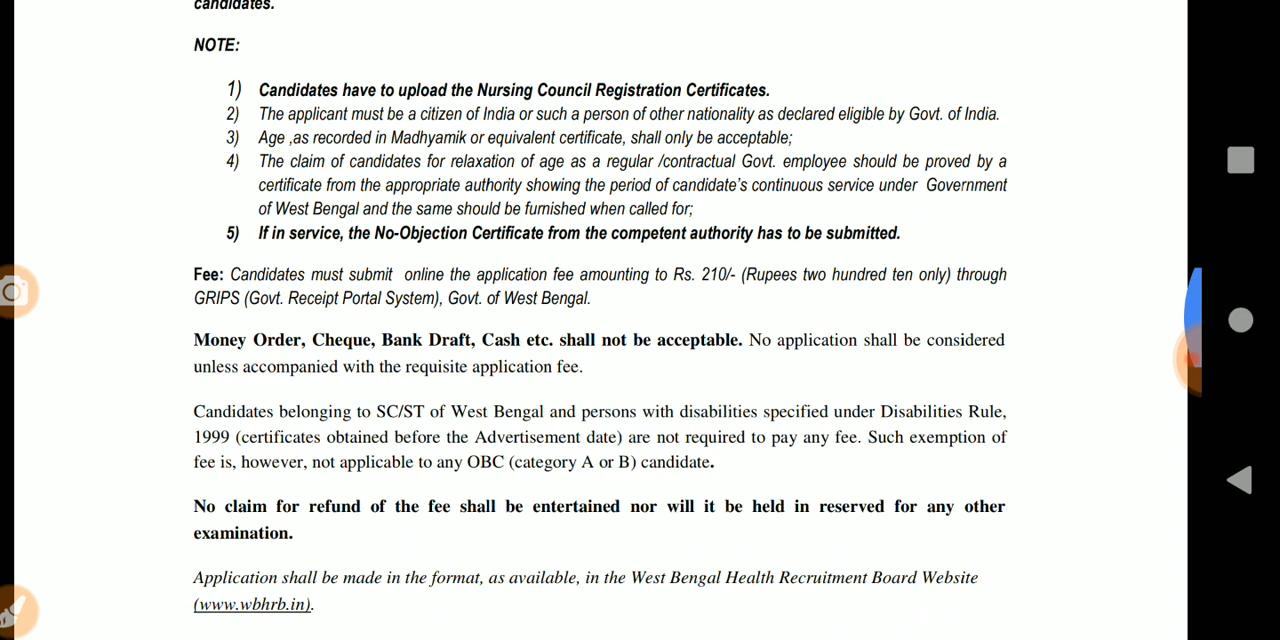 candidates.
NOTE:
1) Candidates have to upload the Nursing Council Registration Certificates.
2) The applicant must be a citizen of India or such a person of other nationality as declared eligible by Govt. of India.
3) Age ,as recorded in Madhyamik or equivalent certificate, shall only be acceptable;
4) The claim of candidates for relaxation of age as a regular /contractual Govt. employee should be proved by a
certificate from the appropriate authority showing the period of candidate's continuous service under Government
of West Bengal and the same should be furnished when called for;
5) If in service, the No-Objection Certificate from the competent authority has to be submitted.
Fee: Candidates must submit online the application fee amounting to Rs. 210/- (Rupees two hundred ten only) through
GRIPS (Govt. Receipt Portal System), Govt. of West Bengal.
Money Order, Cheque, Bank Draft, Cash etc. shall not be acceptable. No application shall be considered
unless accompanied with the requisite application fee.
Candidates belonging to SC/ST of West Bengal and persons with disabilities specified under Disabilities Rule,
1999 (certificates obtained before the Advertisement date) are not required to pay any fee. Such exemption of
fee is, however, not applicable to any OBC (category A or B) candidate.
No claim for refund of the fee shall be entertained nor will it be held in reserved for any other
examination.
Application shall be made in the format, as available, in the West Bengal Health Recruitment Board Website
(www.wbhrb.in).